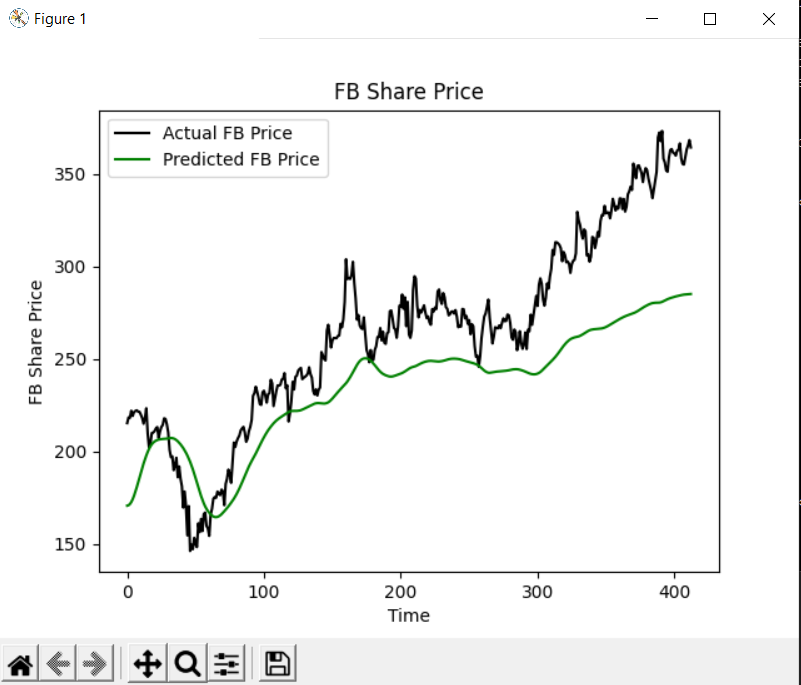 Figure 1
FB Share Price
Actual FB Price
Predicted FB Price
350
300
250
200
150
FB Share Price
0 100 200 300 400
Time